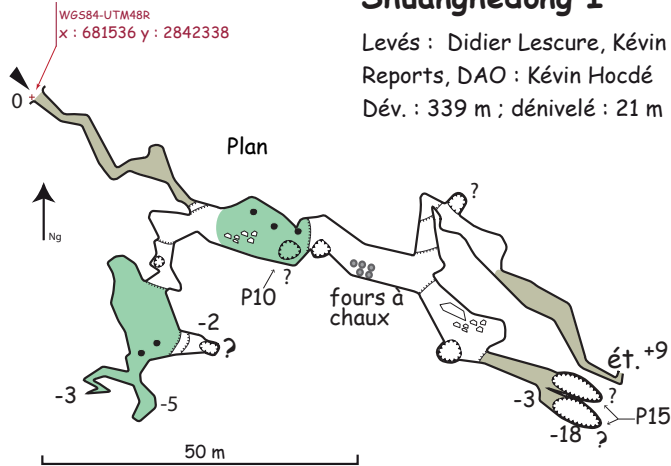 Shuanghedong 1
WGS84-UTM48R
x : 681536 y : 2842338
Levés : Didier Lescure, Kévin
Reports, DAO : Kévin Hocdé
Dév. : 339 m ; dénivelé : 21 m
0
Plan
Ng
?
P10
?
fours à
chaux
-2
?
-3
-5
ét. +9
-3
?
P15
-18
?
50 m